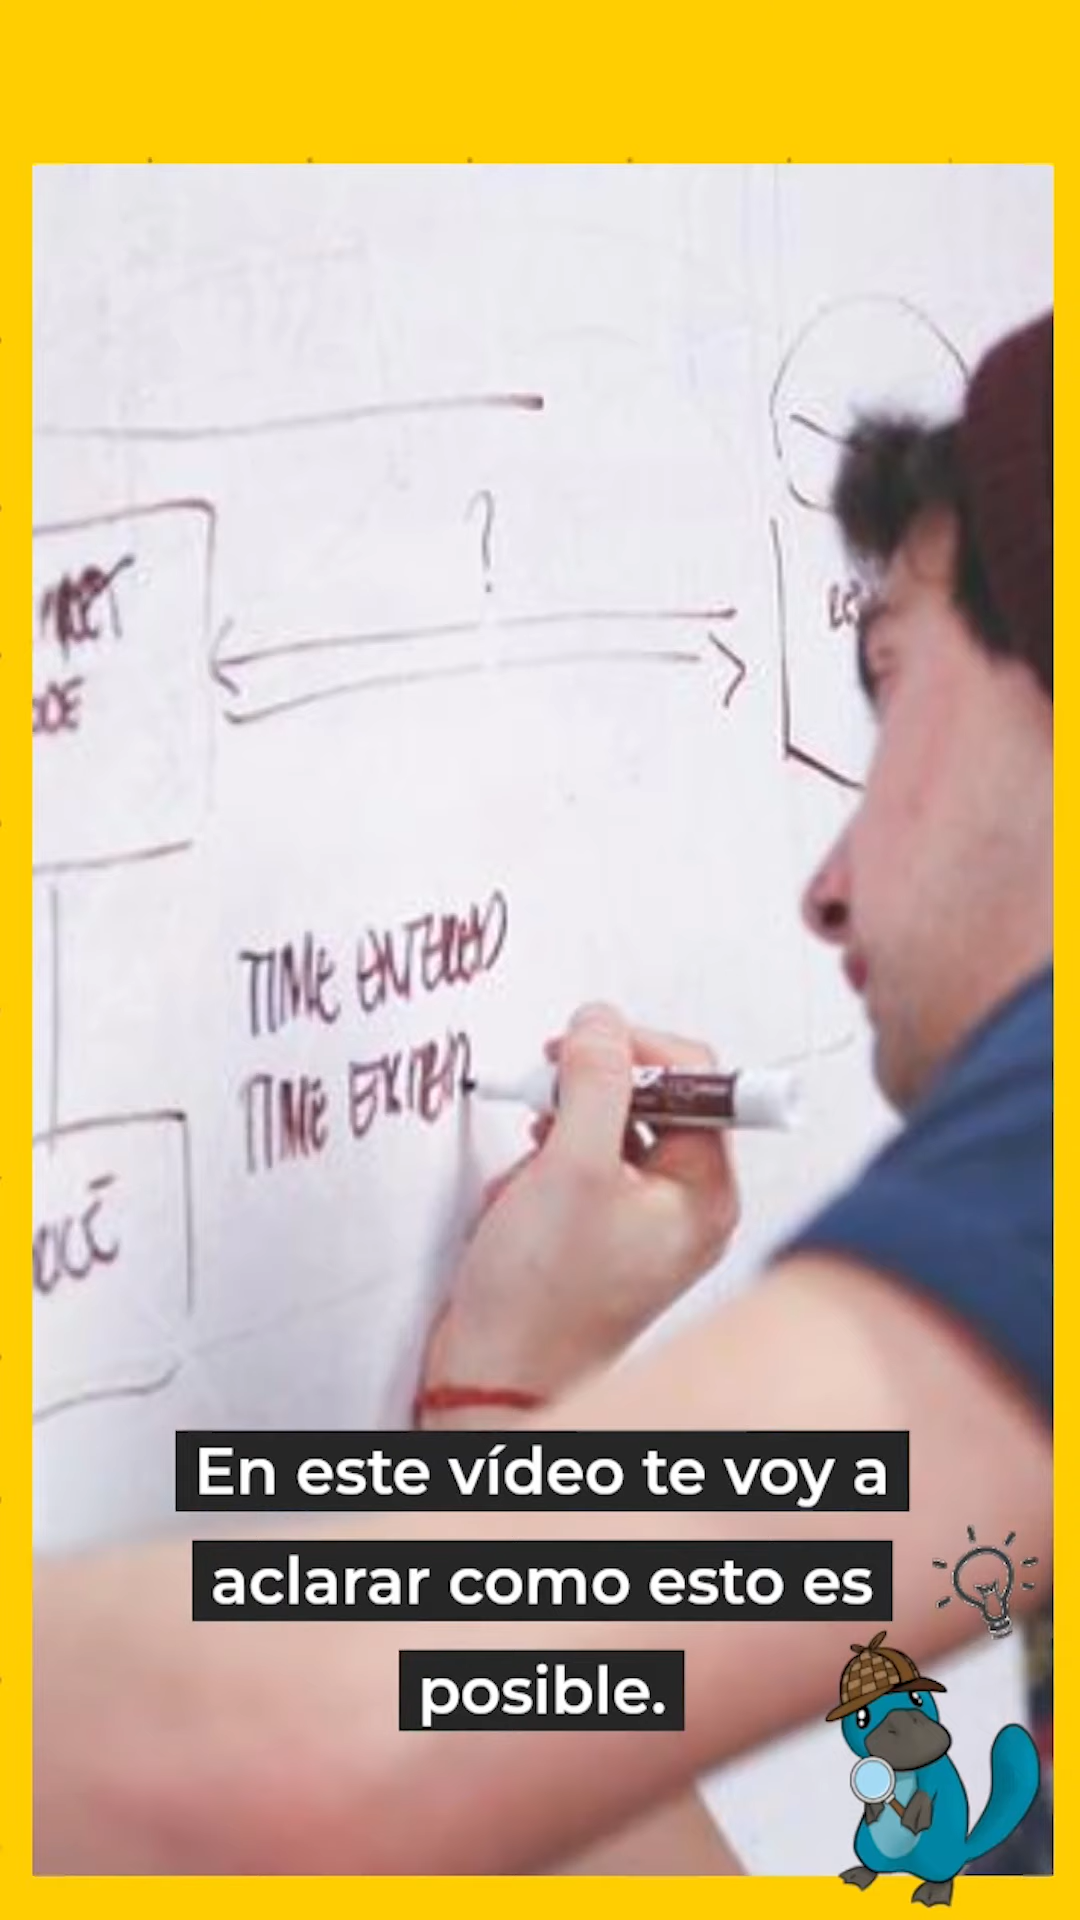 ?
TIME ENTERED
TIME EXITED
En este vídeo te voy a
aclarar como esto es
posible.